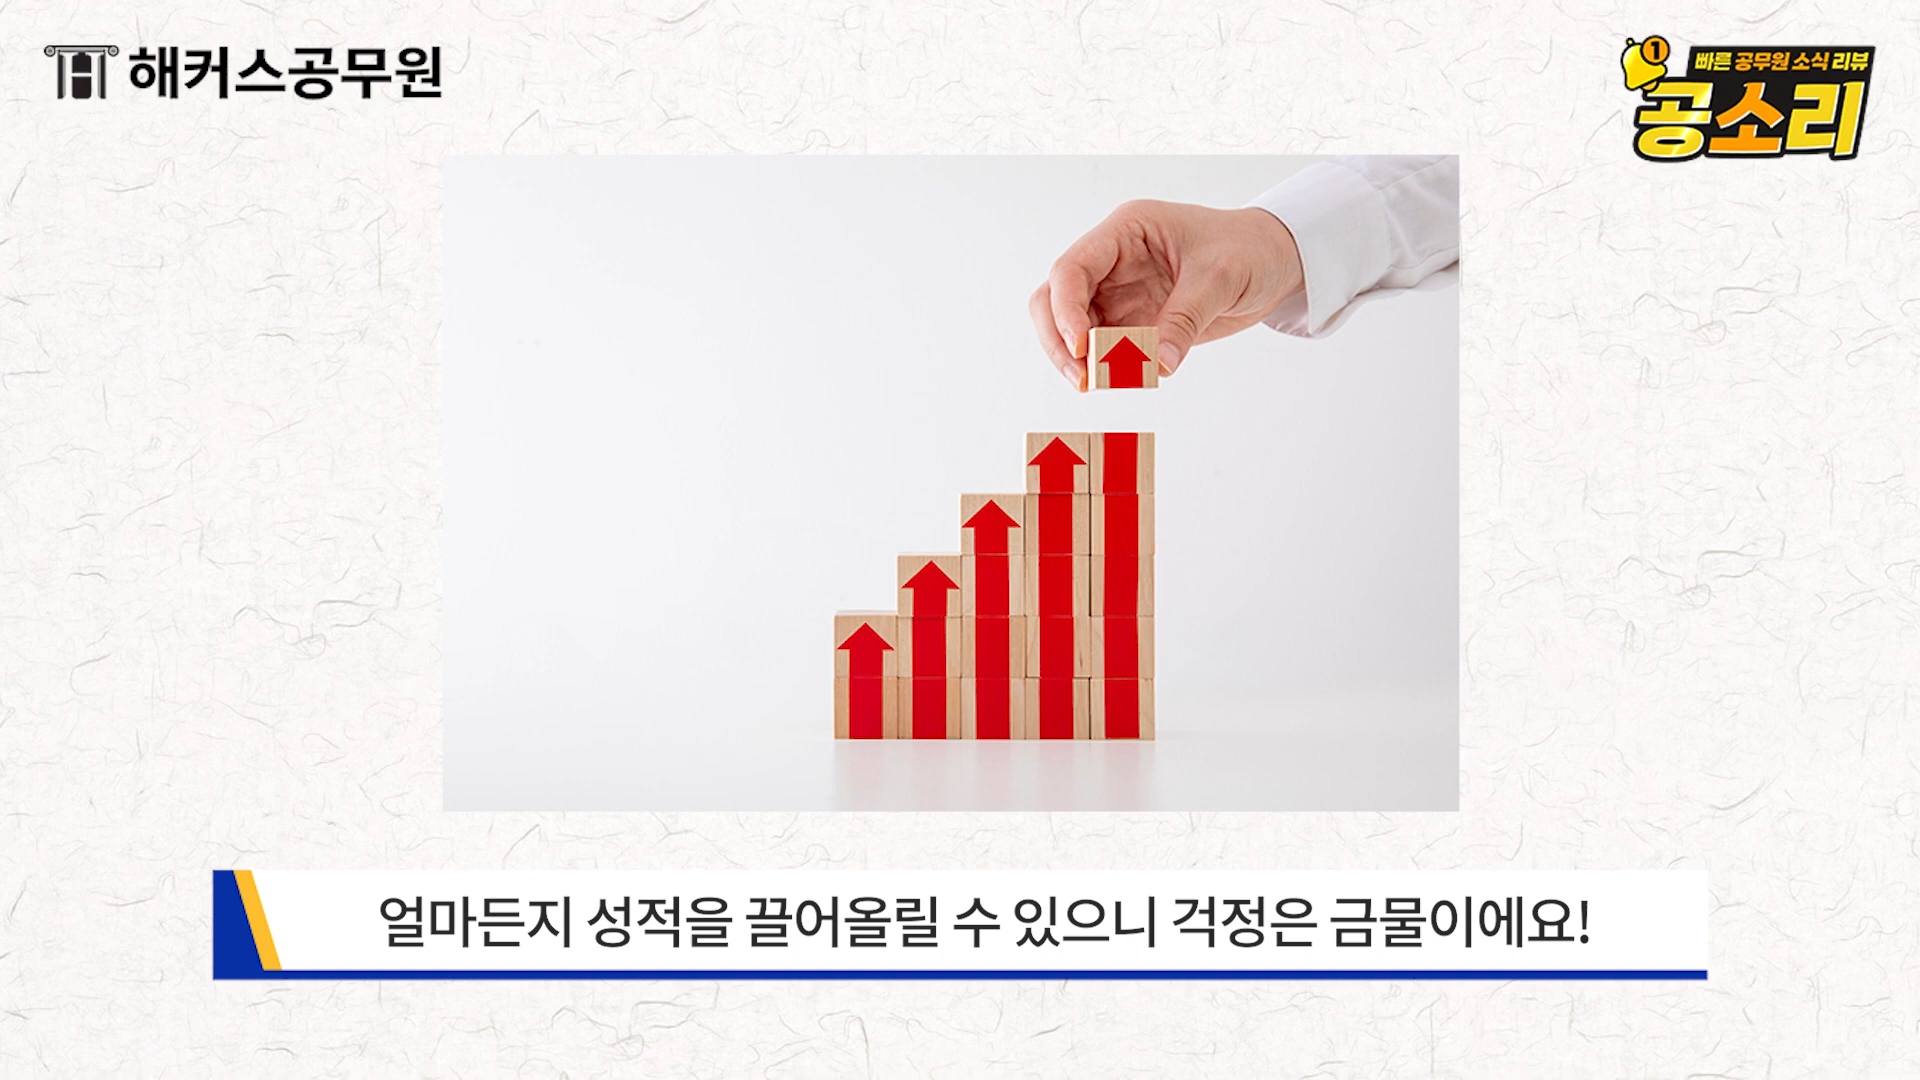 해커스공무원
1
빠른 공무원 소식 리뷰
공소리
얼마든지 성적을 끌어올릴 수 있으니 걱정은 금물이에요!